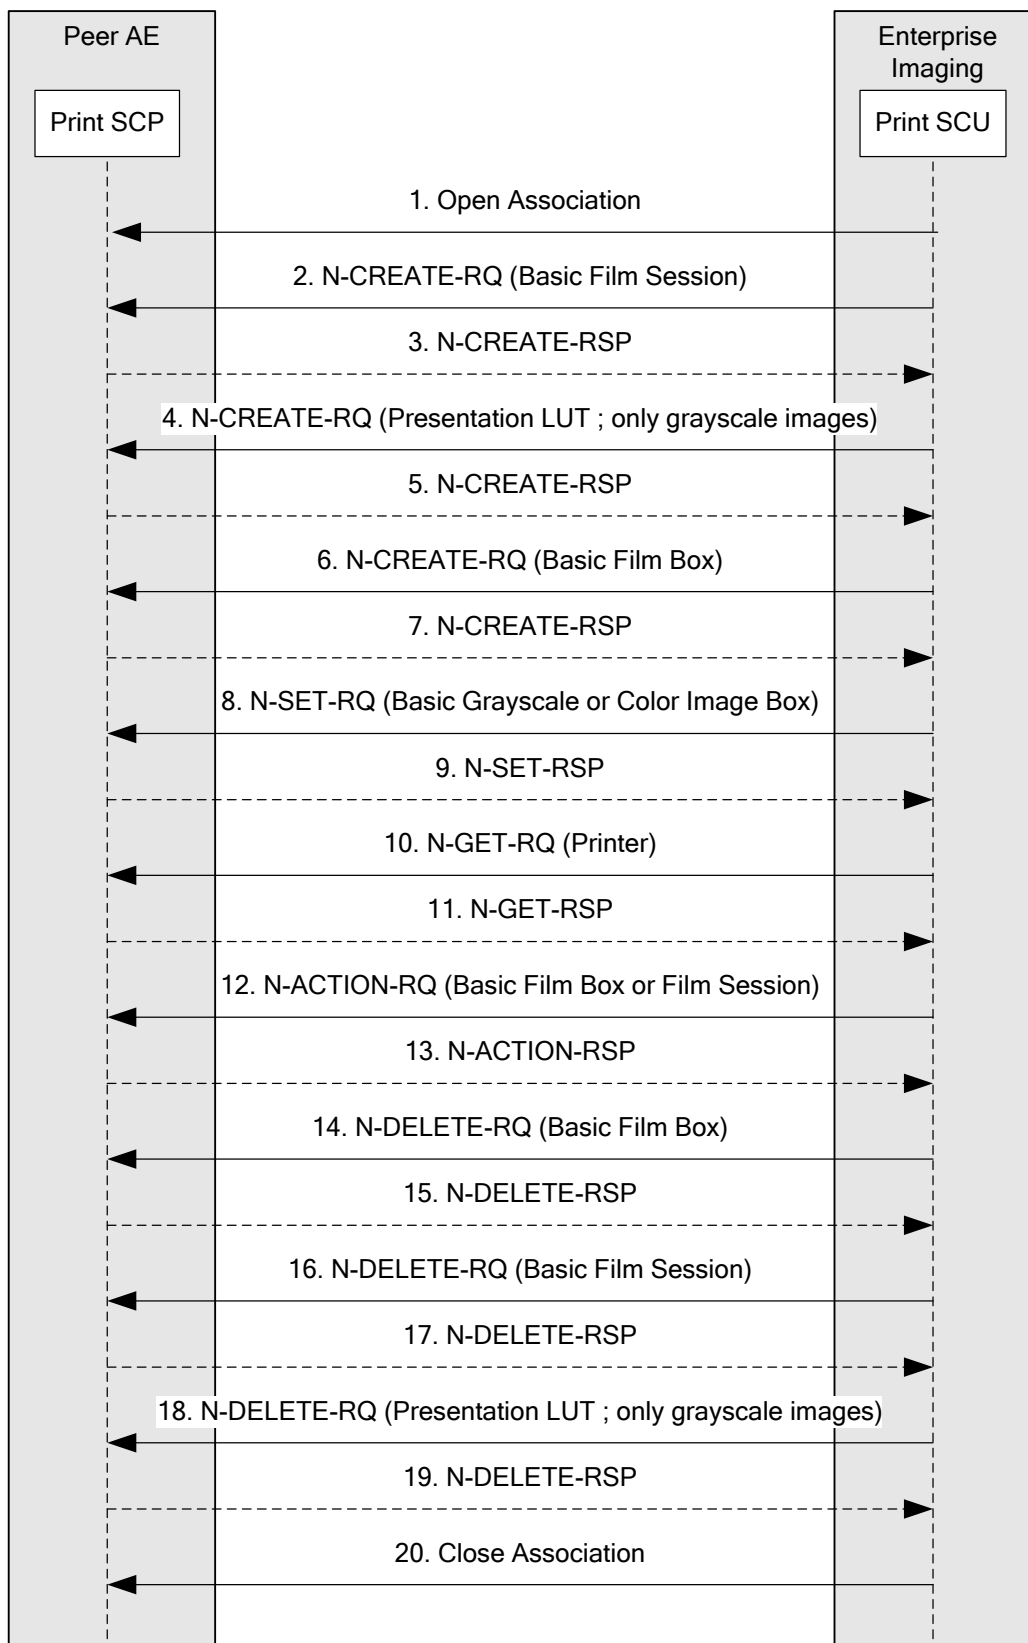 Peer AE
Enterprise
Imaging
Print SCP
Print SCU
1. Open Association
2. N-CREATE-RQ (Basic Film Session)
3. N-CREATE-RSP
4. N-CREATE-RQ (Presentation LUT ; only grayscale images)
5. N-CREATE-RSP
6. N-CREATE-RQ (Basic Film Box)
7. N-CREATE-RSP
8. N-SET-RQ (Basic Grayscale or Color Image Box)
9. N-SET-RSP
10. N-GET-RQ (Printer)
11. N-GET-RSP
12. N-ACTION-RQ (Basic Film Box or Film Session)
13. N-ACTION-RSP
14. N-DELETE-RQ (Basic Film Box)
15. N-DELETE-RSP
16. N-DELETE-RQ (Basic Film Session)
17. N-DELETE-RSP
18. N-DELETE-RQ (Presentation LUT ; only grayscale images)
19. N-DELETE-RSP
20. Close Association